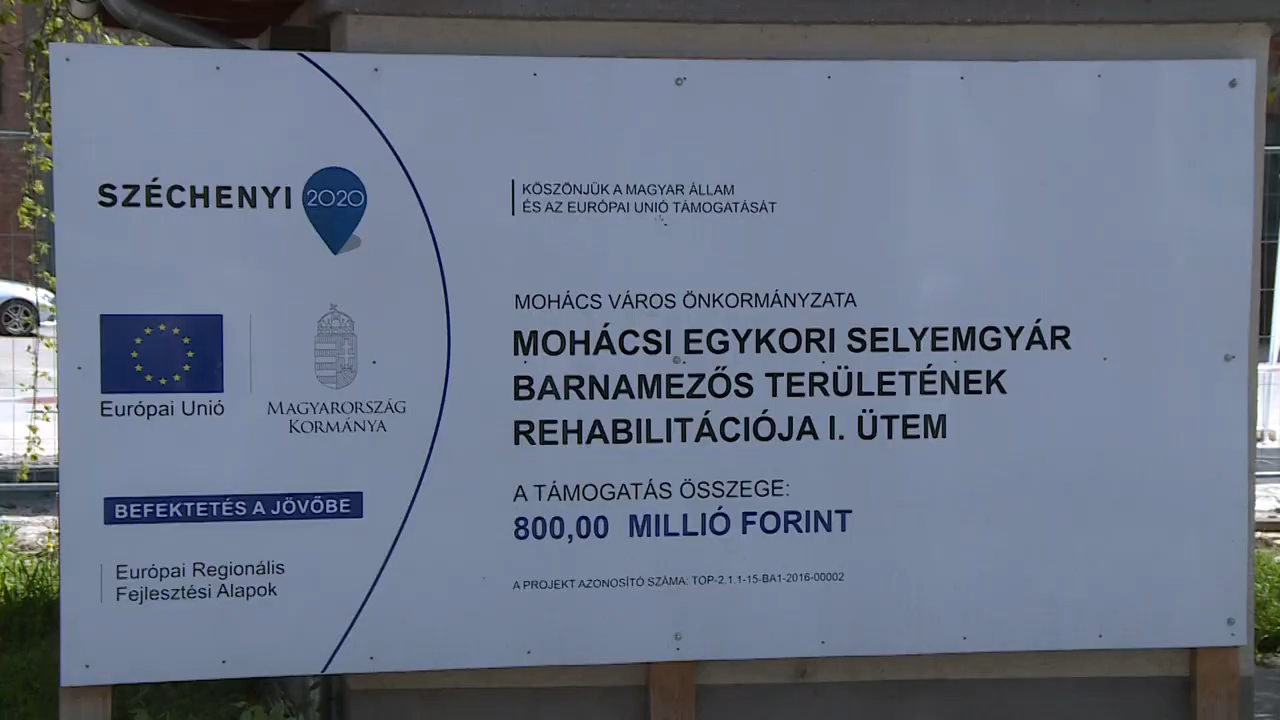 SZÉCHENYI 2020
Európai Unió
MAGYARORSZÁG
KORMÁNYA
BEFEKTETÉS A JÖVŐBE
Európai Regionális
Fejlesztési Alapok
KÖSZÖNJÜK A MAGYAR ÁLLAM
ÉS AZ EURÓPAI UNIÓ TÁMOGATÁSÁT
MOHÁCS VÁROS ÖNKORMÁNYZATA
MOHÁCSI EGYKORI SELYEMGYÁR
BARNAMEZŐS TERÜLETÉNEK
REHABILITÁCIÓJA I. ÜTEM
A TÁMOGATÁS ÖSSZEGE:
800,00 MILLIÓ FORINT
A PROJEKT AZONOSÍTÓ SZÁMA: TOP-2.1.1-15-BA1-2016-00002